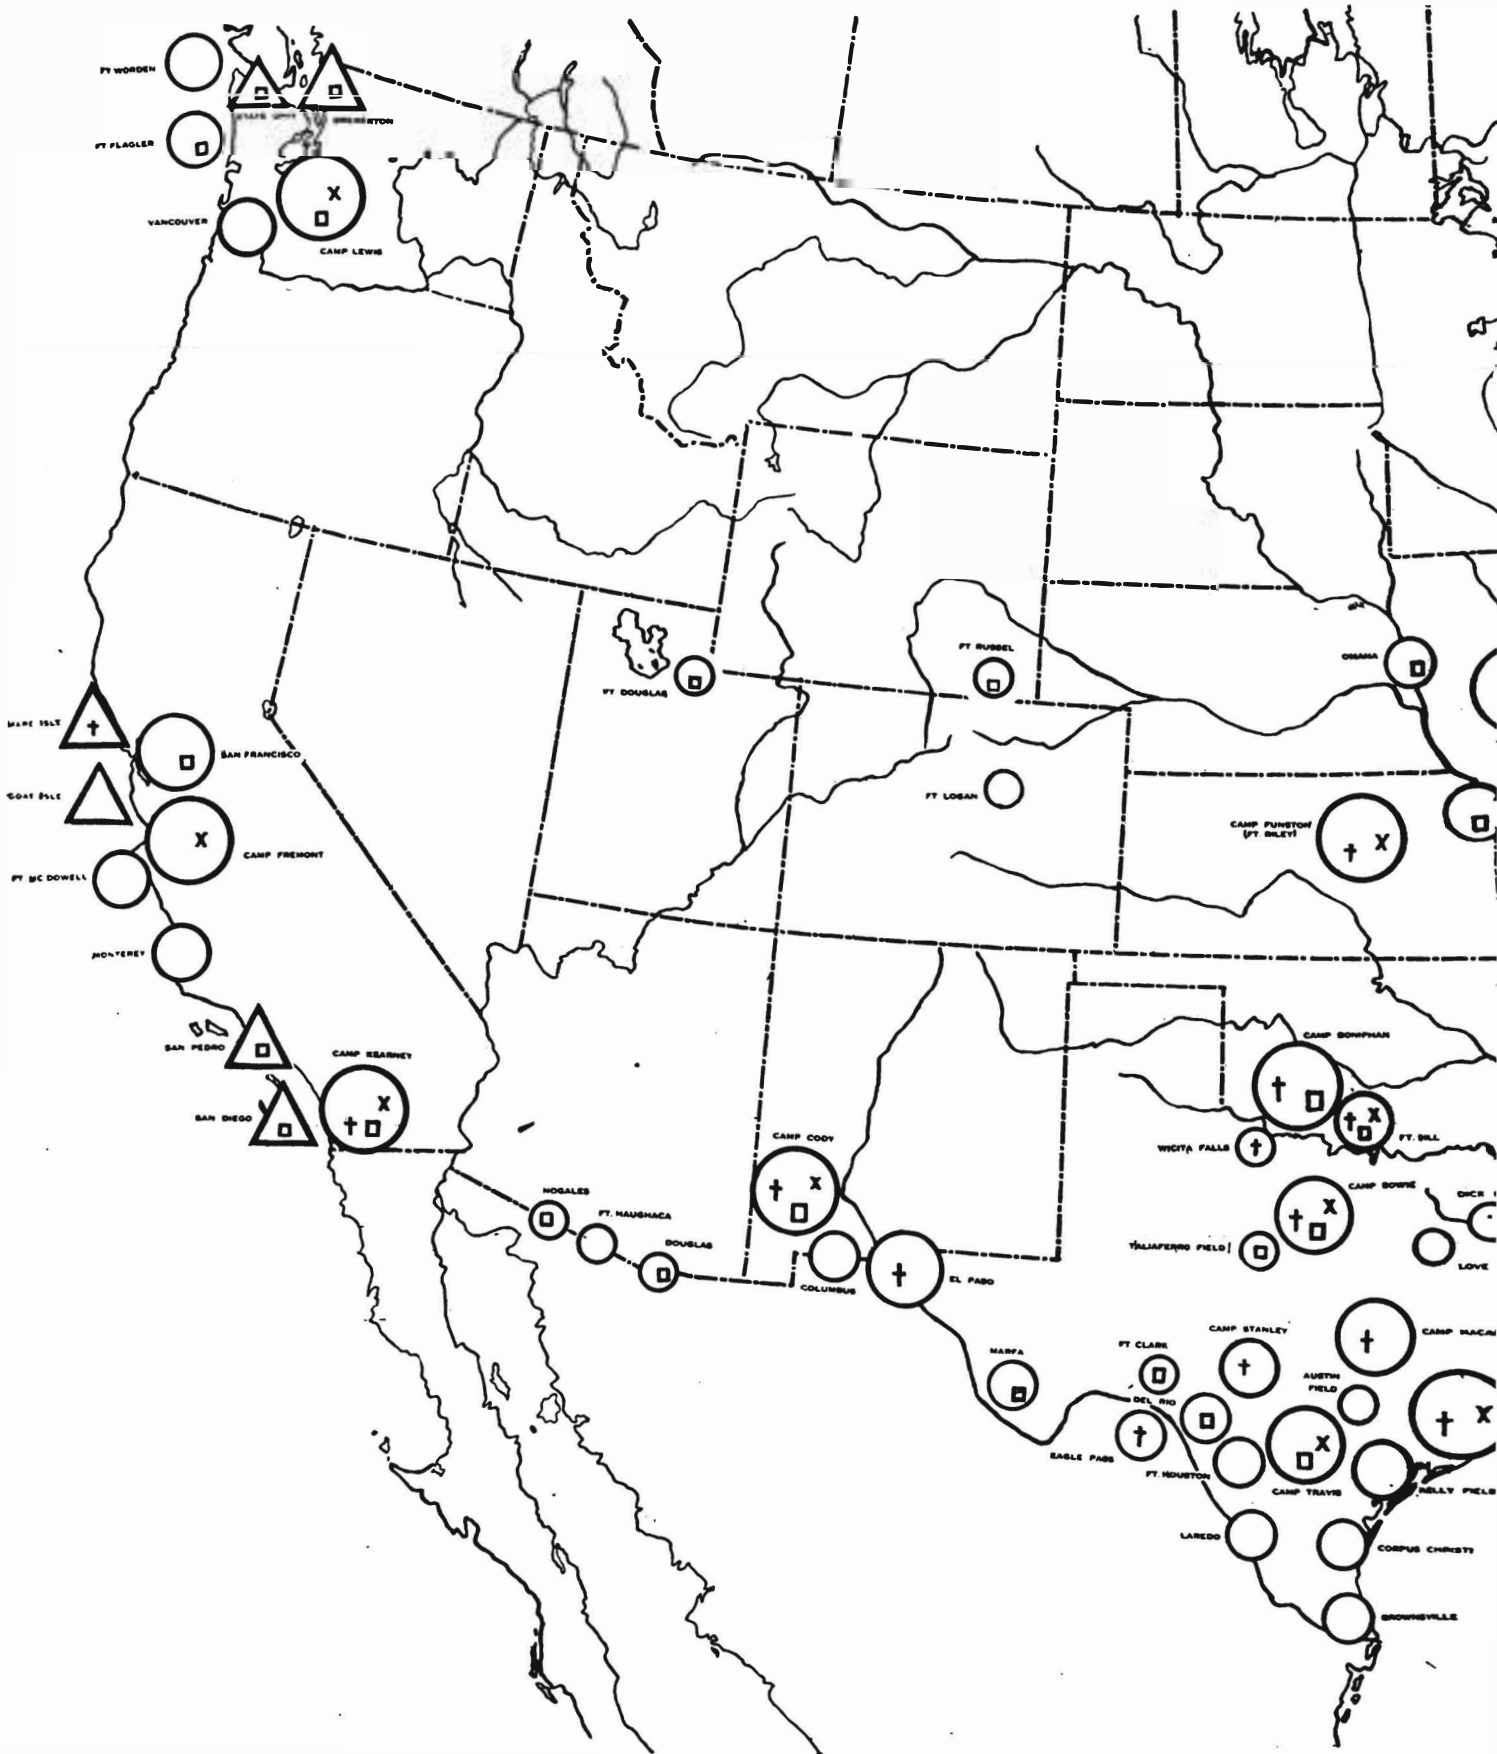 FT WORDEN
FT FLAGLER
VANCOUVER
CAMP LEWIS
MARE ISLE
SAN FRANCISCO
GOAT ISLE
CAMP FREMONT
FT MC DOWELL
MONTEREY
SAN PEDRO
SAN DIEGO
CAMP KEARNEY
FT DOUGLAS
FT RUSSEL
FT LOGAN
OMAHA
CAMP FUNSTON
(FT RILEY)
CAMP DONIPHAN
FT. SILL
WICITA FALLS
CAMP BOWIE
TALIAFERRO FIELD
DICK
LOVE
CAMP CODY
NOGALES
FT. HAUGHACA
DOUGLAS
COLUMBUS
EL PASO
MARFA
FT CLARK
CAMP STANLEY
CAMP MACA
AUSTIN
FIELD
DEL RIO
EAGLE PASS
FT. HOUSTON
CAMP TRAVIS
KELLY FIELD
LAREDO
CORPUS CHRISTI
BROWNSVILLE